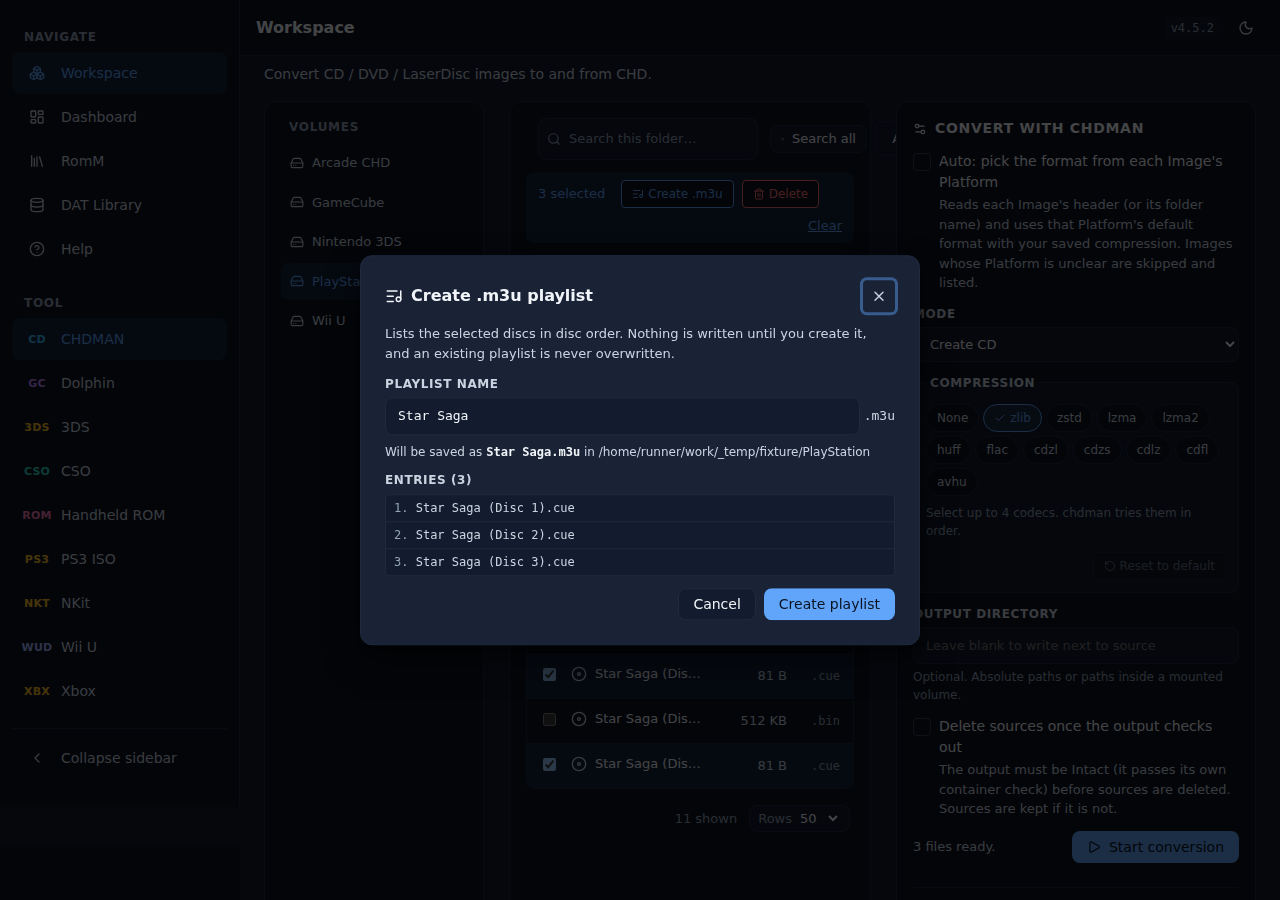 NAVIGATE
Workspace
Dashboard
RomM
DAT Library
Help
TOOL
CD CHDMAN
GC Dolphin
3DS 3DS
CSO CSO
ROM Handheld ROM
PS3 PS3 ISO
NKT NKit
WUD Wii U
XBX Xbox
Collapse sidebar
Workspace
v4.5.2
Convert CD / DVD / LaserDisc images to and from CHD.
VOLUMES
Arcade CHD
GameCube
Nintendo 3DS
PlaySta
Wii U
Search this folder…
Search all
3 selected
Create .m3u
Delete
Clear
Create .m3u playlist
Lists the selected discs in disc order. Nothing is written until you create it,
and an existing playlist is never overwritten.
PLAYLIST NAME
Star Saga .m3u
Will be saved as Star Saga.m3u in /home/runner/work/_temp/fixture/PlayStation
ENTRIES (3)
1. Star Saga (Disc 1).cue
2. Star Saga (Disc 2).cue
3. Star Saga (Disc 3).cue
Cancel
Create playlist
Star Saga (Dis… 81 B .cue
Star Saga (Dis… 512 KB .bin
Star Saga (Dis… 81 B .cue
11 shown
Rows 50
CONVERT WITH CHDMAN
Auto: pick the format from each Image's
Platform
Reads each Image's header (or its folder
name) and uses that Platform's default
format with your saved compression. Images
whose Platform is unclear are skipped and
listed.
MODE
Create CD
COMPRESSION
None zlib zstd lzma lzma2
huff flac cdzl cdzs cdlz cdfl
avhu
Select up to 4 codecs. chdman tries them in
order.
Reset to default
OUTPUT DIRECTORY
Leave blank to write next to source
Optional. Absolute paths or paths inside a mounted
volume.
Delete sources once the output checks
out
The output must be Intact (it passes its own
container check) before sources are deleted.
Sources are kept if it is not.
3 files ready.
Start conversion